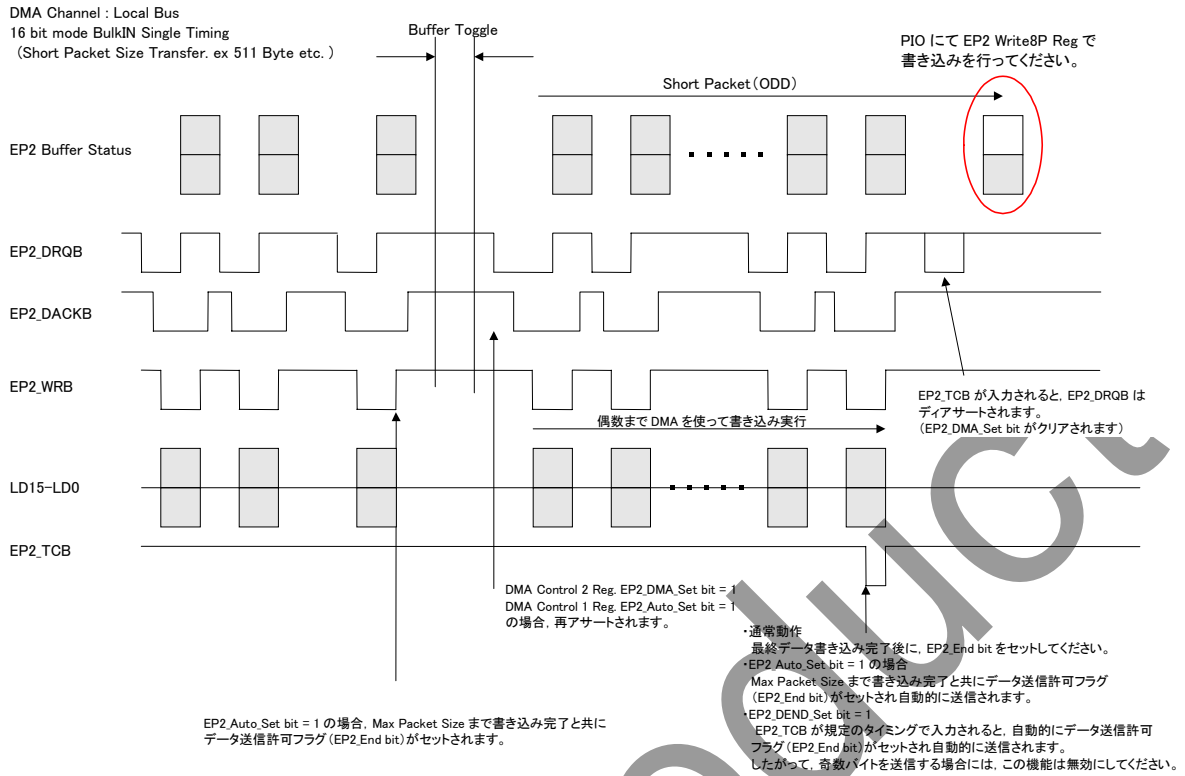 DMA Channel : Local Bus
16 bit mode BulkIN Single Timing
(Short Packet Size Transfer. ex 511 Byte etc. )
Buffer Toggle
PIO にて EP2 Write8P Reg で
書き込みを行ってください。
Short Packet(ODD)
EP2 Buffer Status
EP2_DRQB
EP2_DACKB
EP2_WRB
EP2_TCB が入力されると, EP2_DRQB は
ディアサートされます。
(EP2_DMA_Set bit がクリアされます)
偶数まで DMA を使って書き込み実行
LD15-LD0
EP2_TCB
DMA Control 2 Reg. EP2_DMA_Set bit = 1
DMA Control 1 Reg. EP2_Auto_Set bit = 1
の場合, 再アサートされます。
・通常動作
最終データ書き込み完了後に, EP2_End bit をセットしてください。
・EP2_Auto_Set bit = 1 の場合
Max Packet Size まで書き込み完了と共にデータ送信許可フラグ
(EP2_End bit)がセットされ自動的に送信されます。
・EP2_DEND_Set bit = 1
EP2_TCB が規定のタイミングで入力されると, 自動的にデータ送信許可
フラグ(EP2_End bit)がセットされ自動的に送信されます。
したがって, 奇数バイトを送信する場合には, この機能は無効にしてください。
EP2_Auto_Set bit = 1 の場合, Max Packet Size まで書き込み完了と共に
データ送信許可フラグ(EP2_End bit)がセットされます。